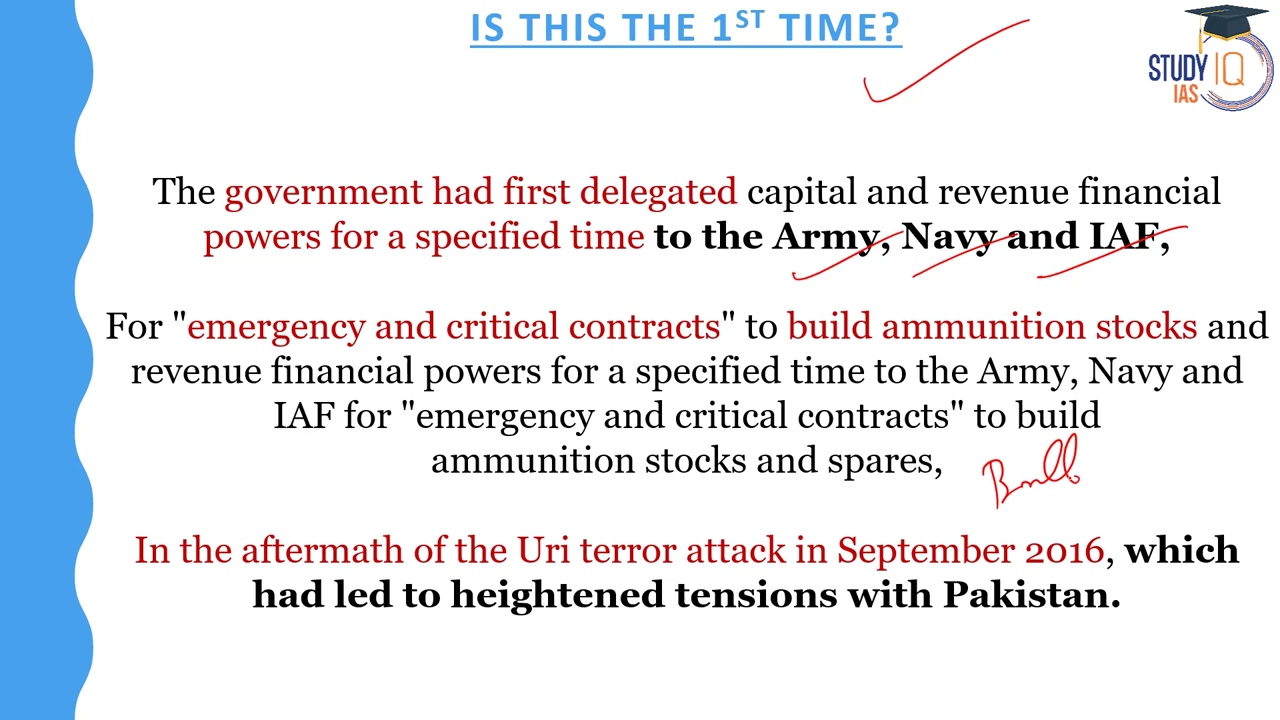 IS THIS THE 1ST TIME?
STUDY IQ
IAS
The government had first delegated capital and revenue financial
powers for a specified time to the Army, Navy and IAF,
For "emergency and critical contracts" to build ammunition stocks and
revenue financial powers for a specified time to the Army, Navy and
IAF for "emergency and critical contracts" to build
ammunition stocks and spares,
In the aftermath of the Uri terror attack in September 2016, which
had led to heightened tensions with Pakistan.